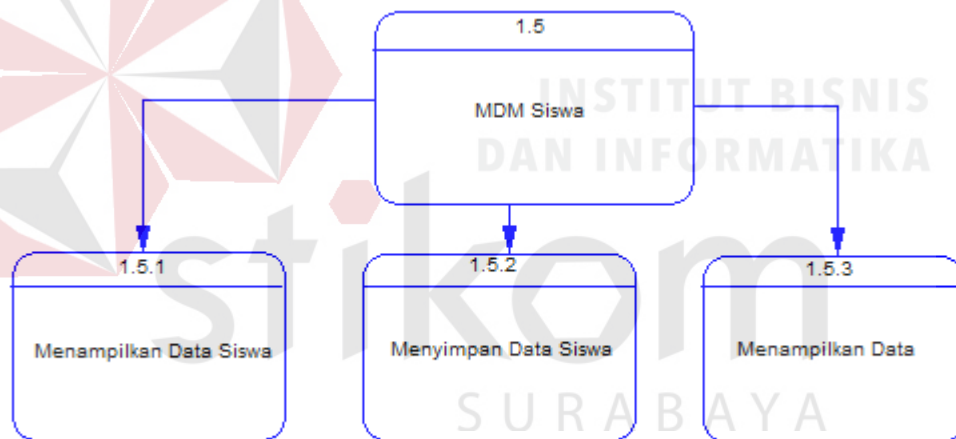 1.5
MDM Siswa
INSTITUT BISNIS
DAN INFORMATIKA
stikom
SURABAYA
1.5.1
Menampilkan Data Siswa
1.5.2
Menyimpan Data Siswa
1.5.3
Menampilkan Data